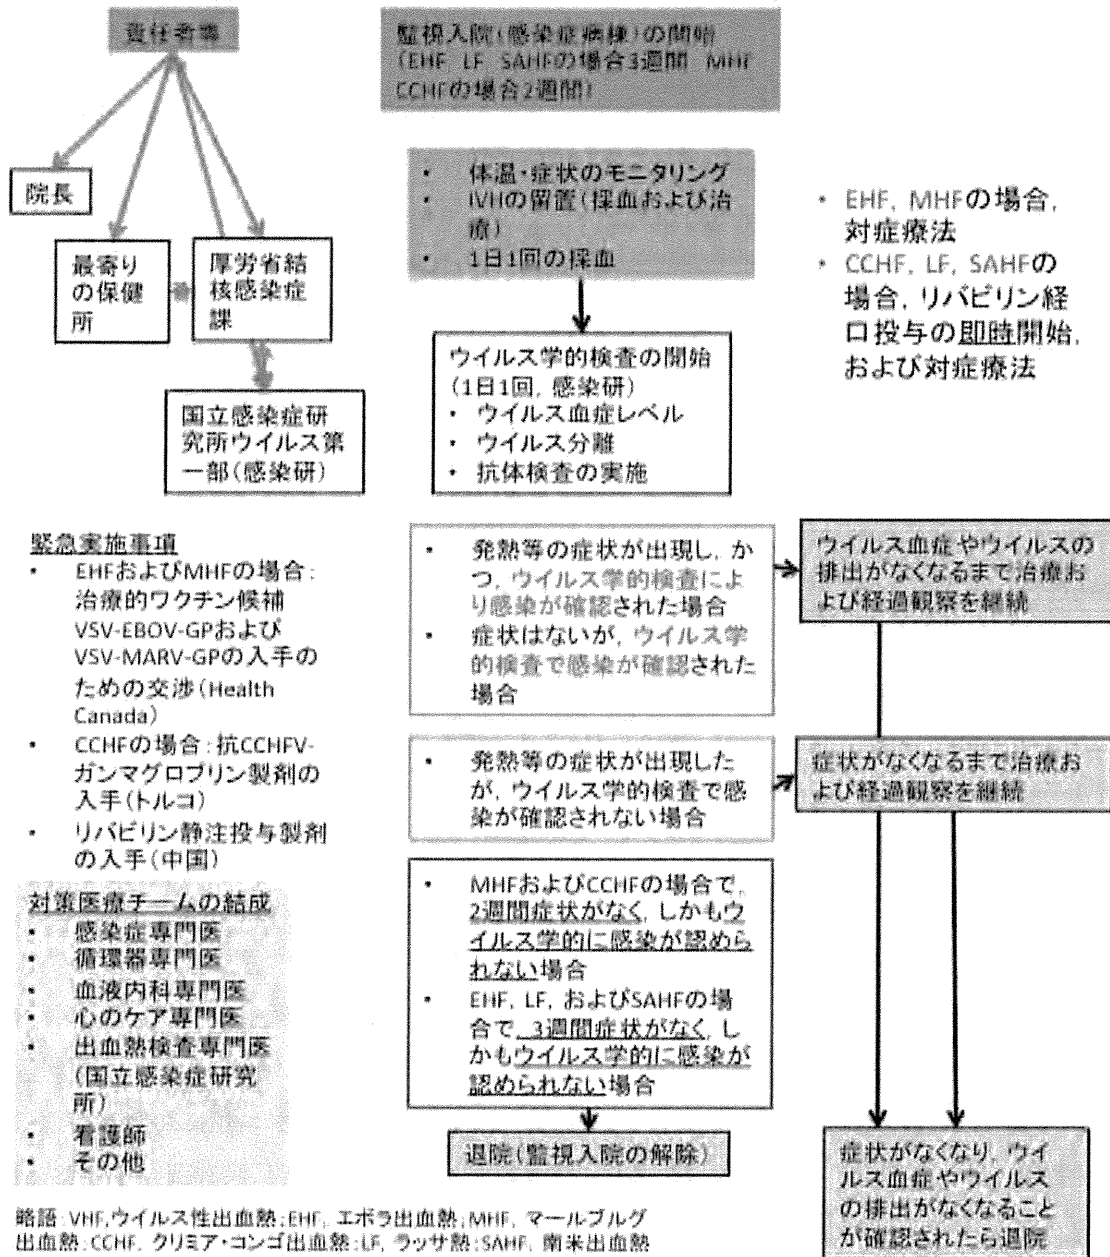 責任者等
監視入院(感染症病棟)の開始
(EHF LF SAHFの場合3週間 MHF
CCHFの場合2週間)
院長
最寄り
の保健
所
厚労省結
核感染症
課
国立感染症研
究所ウイルス第
一部(感染研)
・ 体温・症状のモニタリング
・ IVHの留置(採血および治
療)
・ 1日1回の採血
ウイルス学的検査の開始
(1日1回, 感染研)
・ ウイルス血症レベル
・ ウイルス分離
・ 抗体検査の実施
・ EHF, MHFの場合,
対症療法
・ CCHF, LF, SAHFの
場合, リバビリン経
口投与の即時開始,
および対症療法
緊急実施事項
・ EHFおよびMHFの場合:
治療的ワクチン候補
VSV-EBOV-GPおよび
VSV-MARV-GPの入手の
ための交渉(Health
Canada)
・ CCHFの場合:抗CCHFV-
ガンマグロブリン製剤の
入手(トルコ)
・ リバビリン静注投与製剤
の入手(中国)
対策医療チームの結成
・ 感染症専門医
・ 循環器専門医
・ 血液内科専門医
・ 心のケア専門医
・ 出血熱検査専門医
(国立感染症研究
所)
・ 看護師
・ その他
・ 発熱等の症状が出現し, か
つ, ウイルス学的検査によ
り感染が確認された場合
・ 症状はないが, ウイルス学
的検査で感染が確認された
場合
ウイルス血症やウイルスの
排出がなくなるまで治療お
よび経過観察を継続
・ 発熱等の症状が出現した
が, ウイルス学的検査で感
染が確認されない場合
症状がなくなるまで治療お
よび経過観察を継続
・ MHFおよびCCHFの場合で,
2週間症状がなく, しかもウ
イルス学的に感染が認めら
れない場合
・ EHF, LF, およびSAHFの場
合で, 3週間症状がなく, し
かもウイルス学的に感染が
認められない場合
退院(監視入院の解除)
症状がなくなり, ウイ
ルス血症やウイルス
の排出がなくなること
が確認されたら退院
略語:VHF,ウイルス性出血熱;EHF, エボラ出血熱;MHF, マールブルグ
出血熱;CCHF, クリミア・コンゴ出血熱;LF, ラッサ熱;SAHF, 南米出血熱